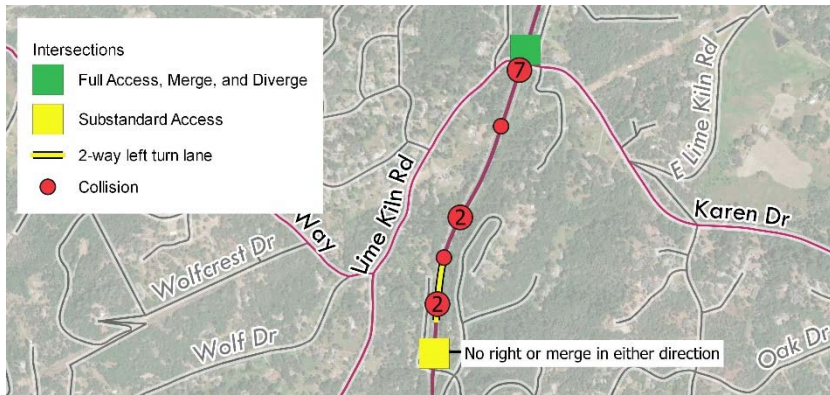 Intersections
Full Access, Merge, and Diverge
Substandard Access
2-way left turn lane
Collision
7
E Lime Kiln Rd
Lime Kiln Rd
2
Karen Dr
Way
Wolfcrest Dr
2
Wolf Dr
No right or merge in either direction
Oak Dr